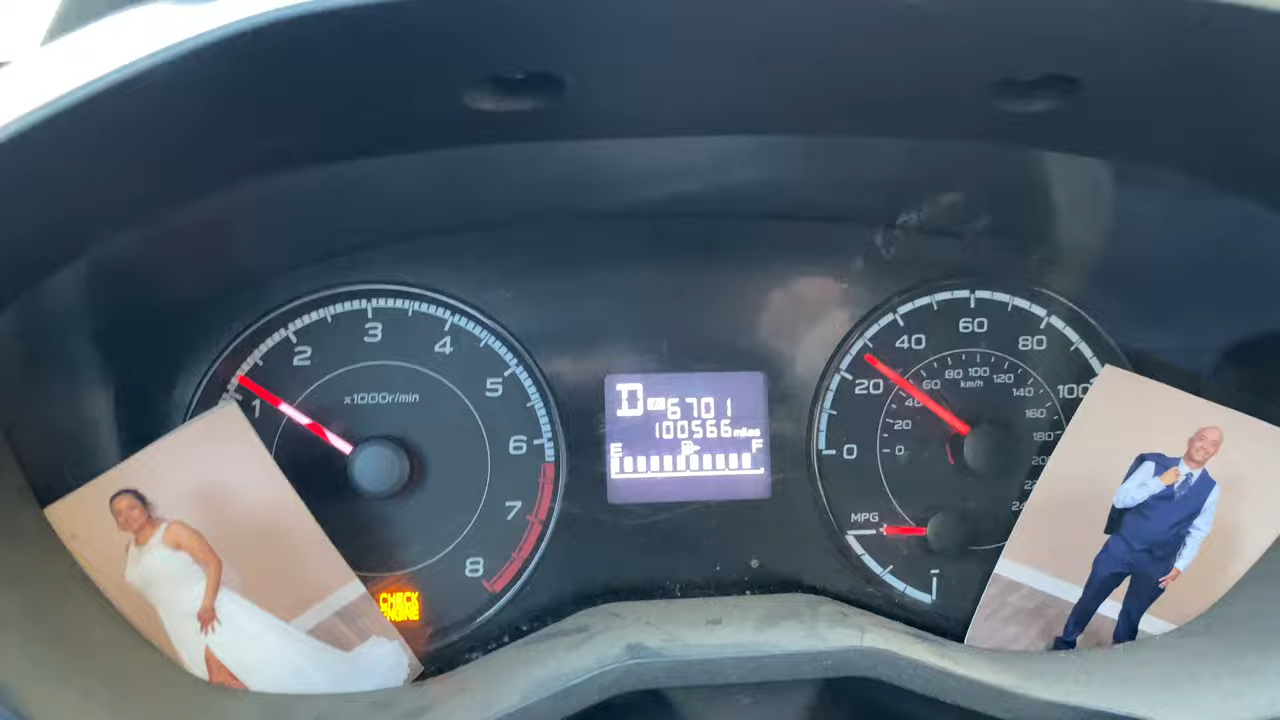 1 2 3 4 5 6 7 8
x1000r/min
CHECK
ENGINE
D 6701
100566 miles
E F
0 20 40 60 80 100
0 20 40 60 80 100 120 140 160 180
km/h
MPG